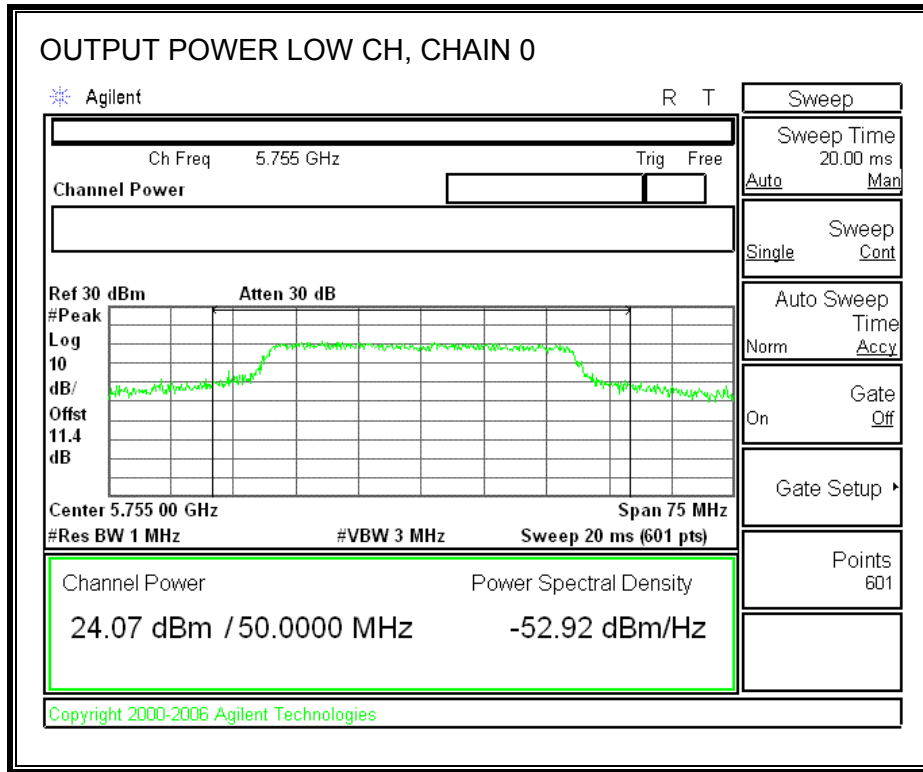 OUTPUT POWER LOW CH, CHAIN 0
Agilent R T
Ch Freq 5.755 GHz Trig Free
Channel Power
Ref 30 dBm Atten 30 dB
#Peak
Log
10
dB/
Offst
11.4
dB
Center 5.755 00 GHz Span 75 MHz
#Res BW 1 MHz #VBW 3 MHz Sweep 20 ms (601 pts)
Channel Power Power Spectral Density
24.07 dBm / 50.0000 MHz -52.92 dBm/Hz
Copyright 2000-2006 Agilent Technologies
Sweep
Sweep Time
20.00 ms
Auto Man
Sweep
Single Cont
Auto Sweep
Time
Norm Accy
Gate
On Off
Gate Setup
Points
601